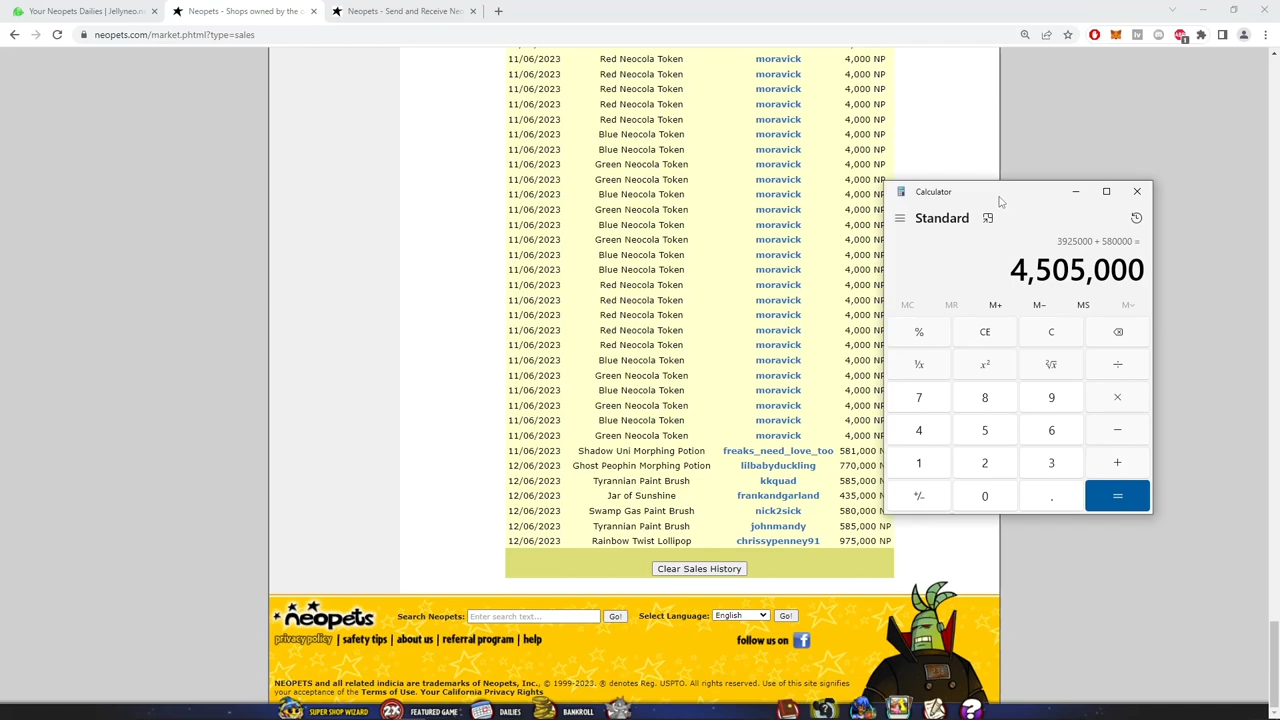 Your Neopets Dailies | Jellyneo.n
Neopets - Shops owned by the c
Neopets - Send and Receive Neo
neopets.com/market.phtml?type=sales
11/06/2023 Red Neocola Token moravick 4,000 NP
11/06/2023 Red Neocola Token moravick 4,000 NP
11/06/2023 Red Neocola Token moravick 4,000 NP
11/06/2023 Red Neocola Token moravick 4,000 NP
11/06/2023 Red Neocola Token moravick 4,000 NP
11/06/2023 Blue Neocola Token moravick 4,000 NP
11/06/2023 Blue Neocola Token moravick 4,000 NP
11/06/2023 Green Neocola Token moravick 4,000 NP
11/06/2023 Green Neocola Token moravick 4,000 NP
11/06/2023 Blue Neocola Token moravick 4,000 NP
11/06/2023 Green Neocola Token moravick 4,000 NP
11/06/2023 Blue Neocola Token moravick 4,000 NP
11/06/2023 Green Neocola Token moravick 4,000 NP
11/06/2023 Blue Neocola Token moravick 4,000 NP
11/06/2023 Blue Neocola Token moravick 4,000 NP
11/06/2023 Red Neocola Token moravick 4,000 NP
11/06/2023 Red Neocola Token moravick 4,000 NP
11/06/2023 Red Neocola Token moravick 4,000 NP
11/06/2023 Red Neocola Token moravick 4,000 NP
11/06/2023 Red Neocola Token moravick 4,000 NP
11/06/2023 Blue Neocola Token moravick 4,000 NP
11/06/2023 Green Neocola Token moravick 4,000 NP
11/06/2023 Blue Neocola Token moravick 4,000 NP
11/06/2023 Green Neocola Token moravick 4,000 NP
11/06/2023 Blue Neocola Token moravick 4,000 NP
11/06/2023 Green Neocola Token moravick 4,000 NP
11/06/2023 Shadow Uni Morphing Potion freaks_need_love_too 581,000 N
12/06/2023 Ghost Peophin Morphing Potion lilbabyduckling 770,000 N
12/06/2023 Tyrannian Paint Brush kkquad 585,000 N
12/06/2023 Jar of Sunshine frankandgarland 435,000 N
12/06/2023 Swamp Gas Paint Brush nick2sick 580,000 N
12/06/2023 Tyrannian Paint Brush johnmandy 585,000 NP
12/06/2023 Rainbow Twist Lollipop chrissypenney91 975,000 NP
Clear Sales History
Calculator
Standard
3925000 + 580000 =
4,505,000
MC MR M+ M− MS M˅
% CE C
⅟x x² ²√x ÷
7 8 9 ×
4 5 6 −
1 2 3 +
+/− 0 . =
neopets
Search Neopets: Enter search text... Go! Select Language: English Go!
privacy policy | safety tips | about us | referral program | help
follow us on f
NEOPETS and all related indicia are trademarks of Neopets, Inc., © 1999-2023. ® denotes Reg. USPTO. All rights reserved. Use of this site signifies
your acceptance of the Terms of Use. Your California Privacy Rights
SUPER SHOP WIZARD 2X FEATURED GAME DAILIES BANKROLL ?